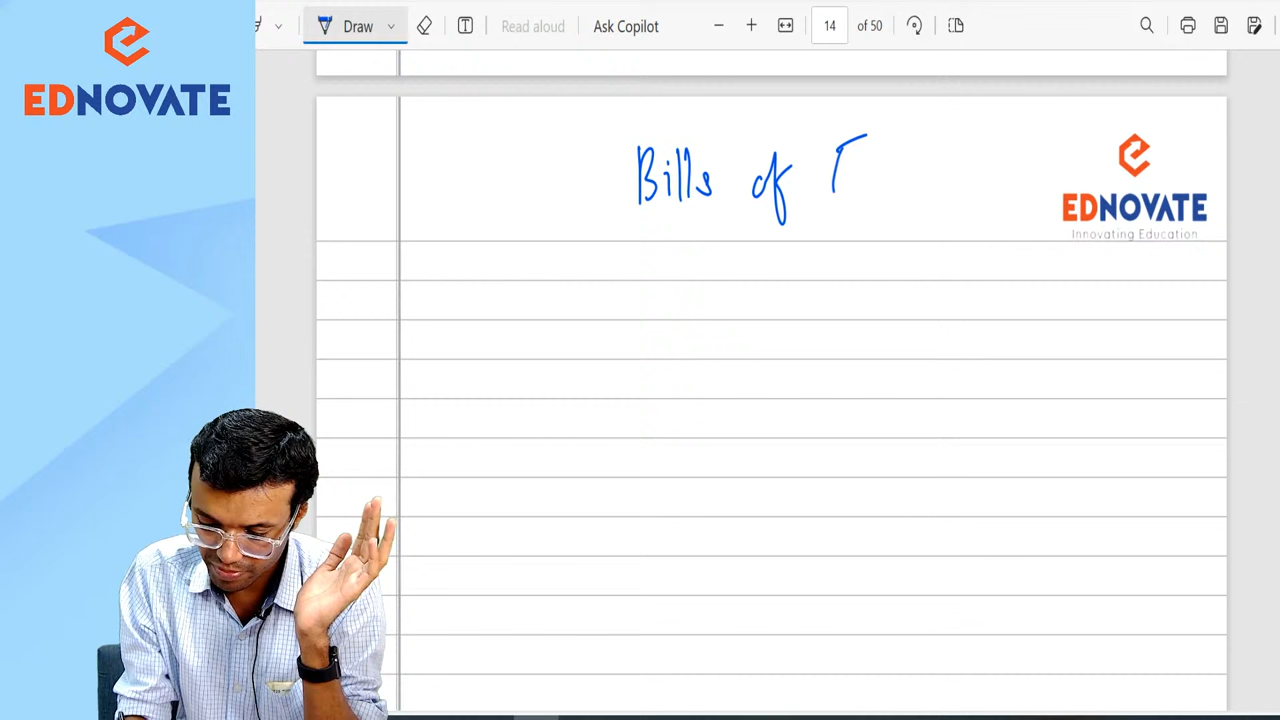 EDNOVATE
Draw
Read aloud
Ask Copilot
14 of 50
Bills of
EDNOVATE
Innovating Education